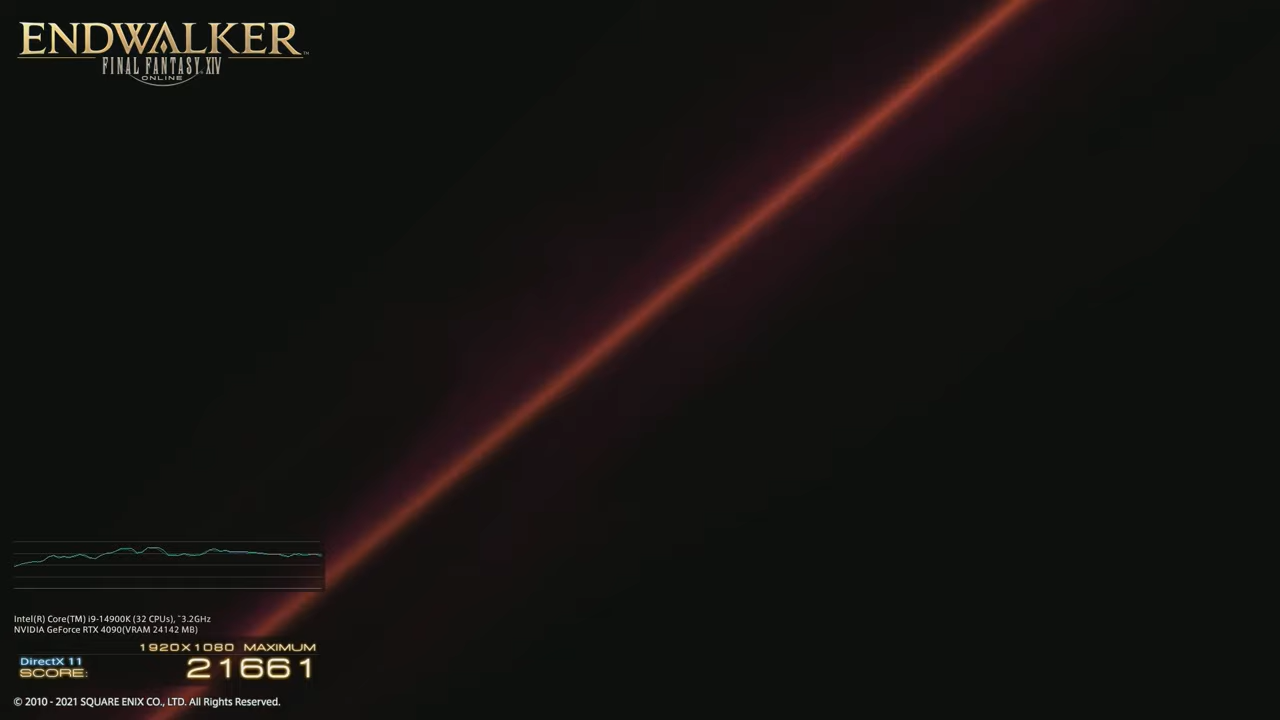 ENDWALKER™
FINAL FANTASY XIV
ONLINE
Intel(R) Core(TM) i9-14900K (32 CPUs), ~3.2GHz
NVIDIA GeForce RTX 4090(VRAM 24142 MB)
1920X1080 MAXIMUM
DirectX 11
SCORE: 21661
© 2010 - 2021 SQUARE ENIX CO., LTD. All Rights Reserved.